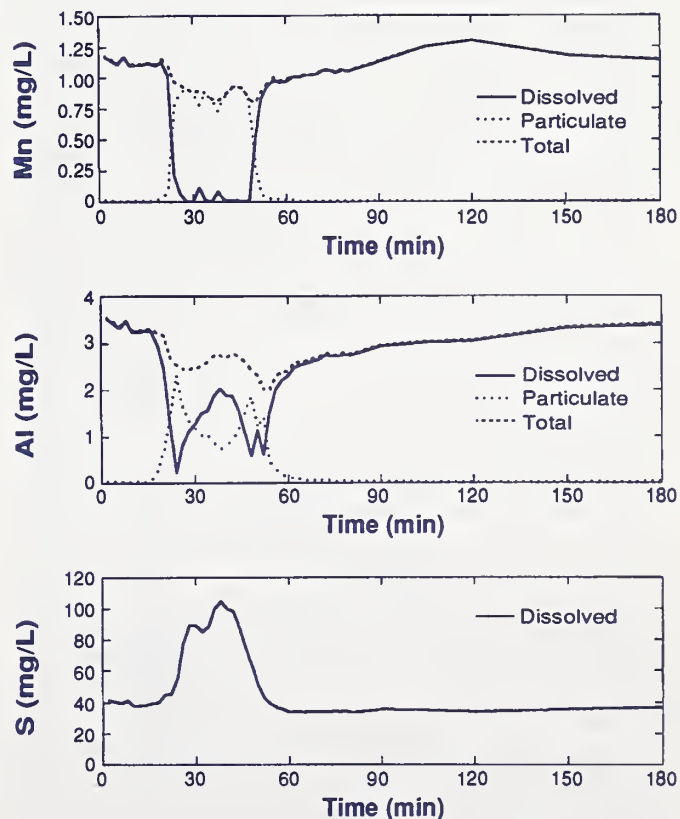 Mn (mg/L)
1.50
1.25
1.00
0.75
0.50
0.25
0
Dissolved
Particulate
Total
0 30 60 90 120 150 180
Time (min)
Al (mg/L)
4
3
2
1
0
Dissolved
Particulate
Total
0 30 60 90 120 150 180
Time (min)
S (mg/L)
120
100
80
60
40
20
0
Dissolved
0 30 60 90 120 150 180
Time (min)